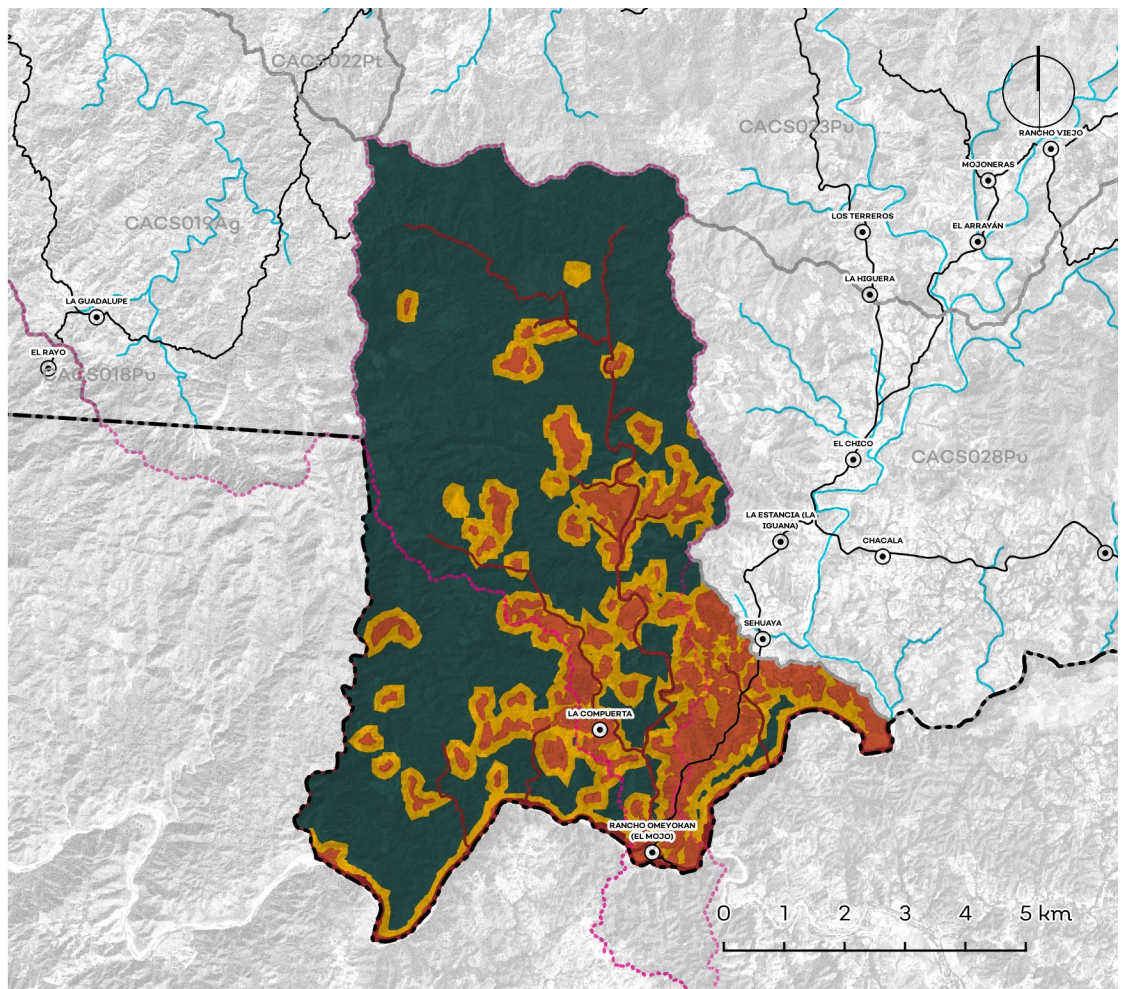 CACS022Pt
CACS023Pu
RANCHO VIEJO
MOJONERAS
CACS019Ag
LOS TERREROS
EL ARRAYÁN
LA HIGUERA
LA GUADALUPE
EL RAYO
CACS018Pu
EL CHICO
CACS028Pu
LA ESTANCIA (LA
IGUANA)
CHACALA
SEHUAYA
LA COMPUERTA
RANCHO OMEYOKAN
(EL MOJO)
0 1 2 3 4 5 km